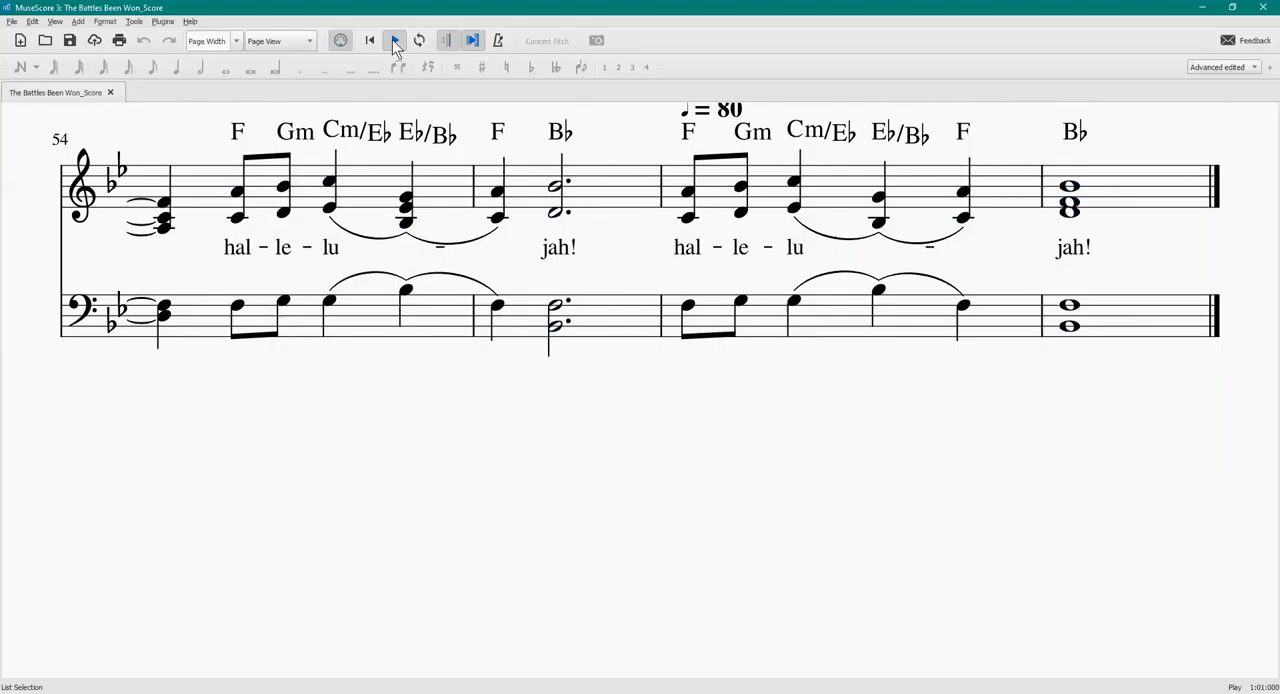 MuseScore 3: The Battles Been Won_Score
File Edit View Add Format Tools Plugins Help
Page Width Page View Concert Pitch Feedback
1 2 3 4 Advanced edited +
The Battles Been Won_Score
♩ = 80
54 F Gm Cm/E♭ E♭/B♭ F B♭ F Gm Cm/E♭ E♭/B♭ F B♭
hal - le - lu - jah! hal - le - lu - jah!
List Selection Play 1:01:000